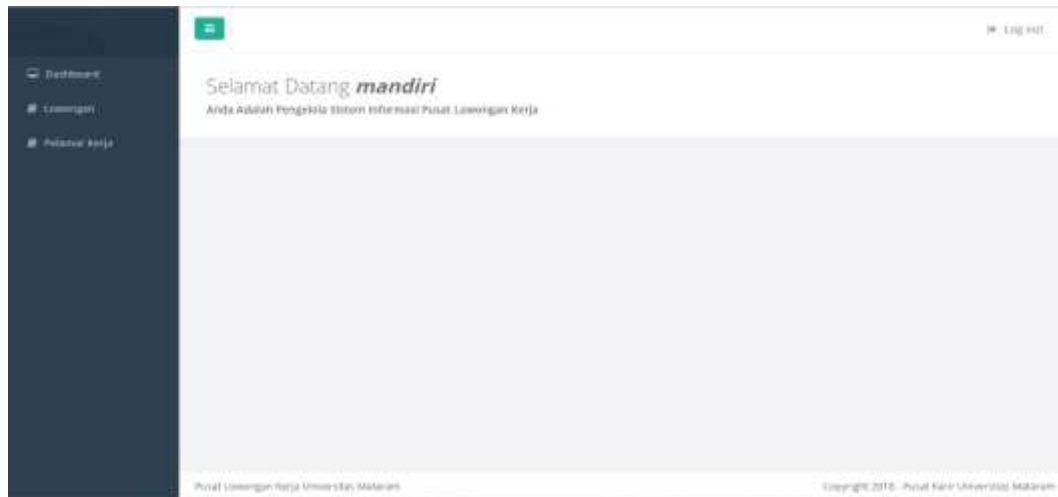 Log out
Dashboard
Lowongan
Pelamar Kerja
Selamat Datang mandiri
Anda Adalah Pengelola Sistem Informasi Pusat Lowongan Kerja
Pusat Lowongan Kerja Universitas Mataram
Copyright 2018 - Pusat Karir Universitas Mataram